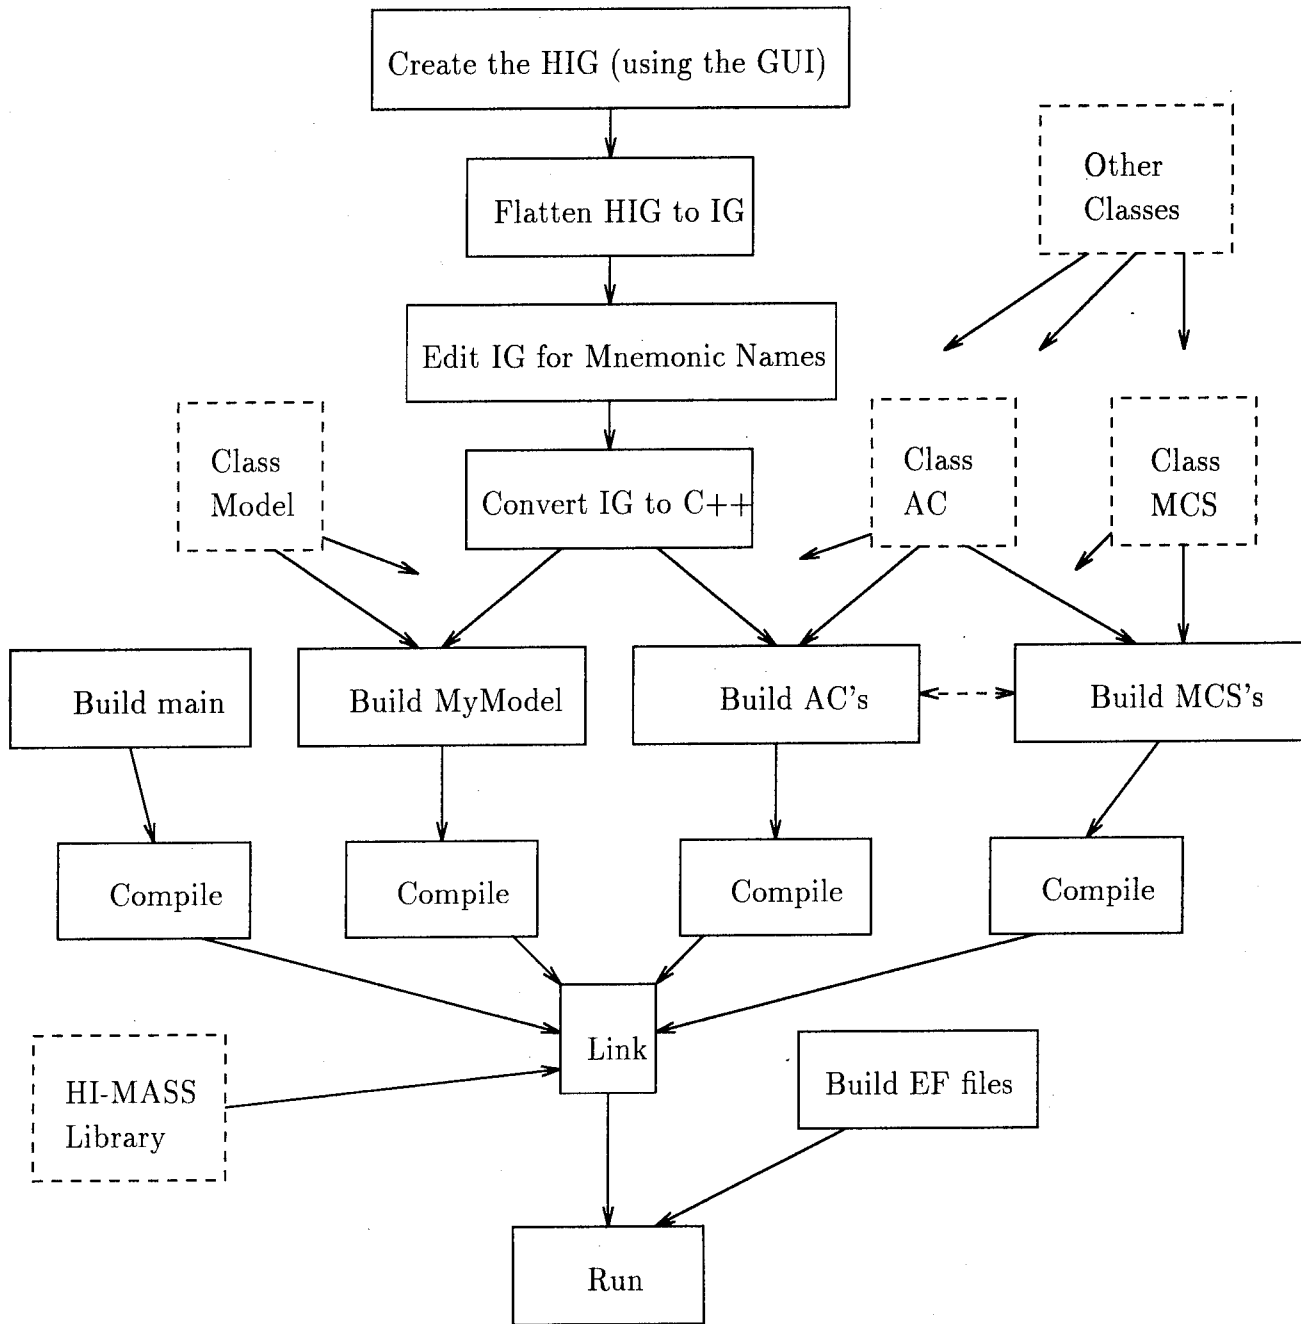 Create the HIG (using the GUI)
Other
Classes
Flatten HIG to IG
Edit IG for Mnemonic Names
Class
Model
Convert IG to C++
Class
AC
Class
MCS
Build main
Build MyModel
Build AC's
Build MCS's
Compile
Compile
Compile
Compile
Link
HI-MASS
Library
Build EF files
Run